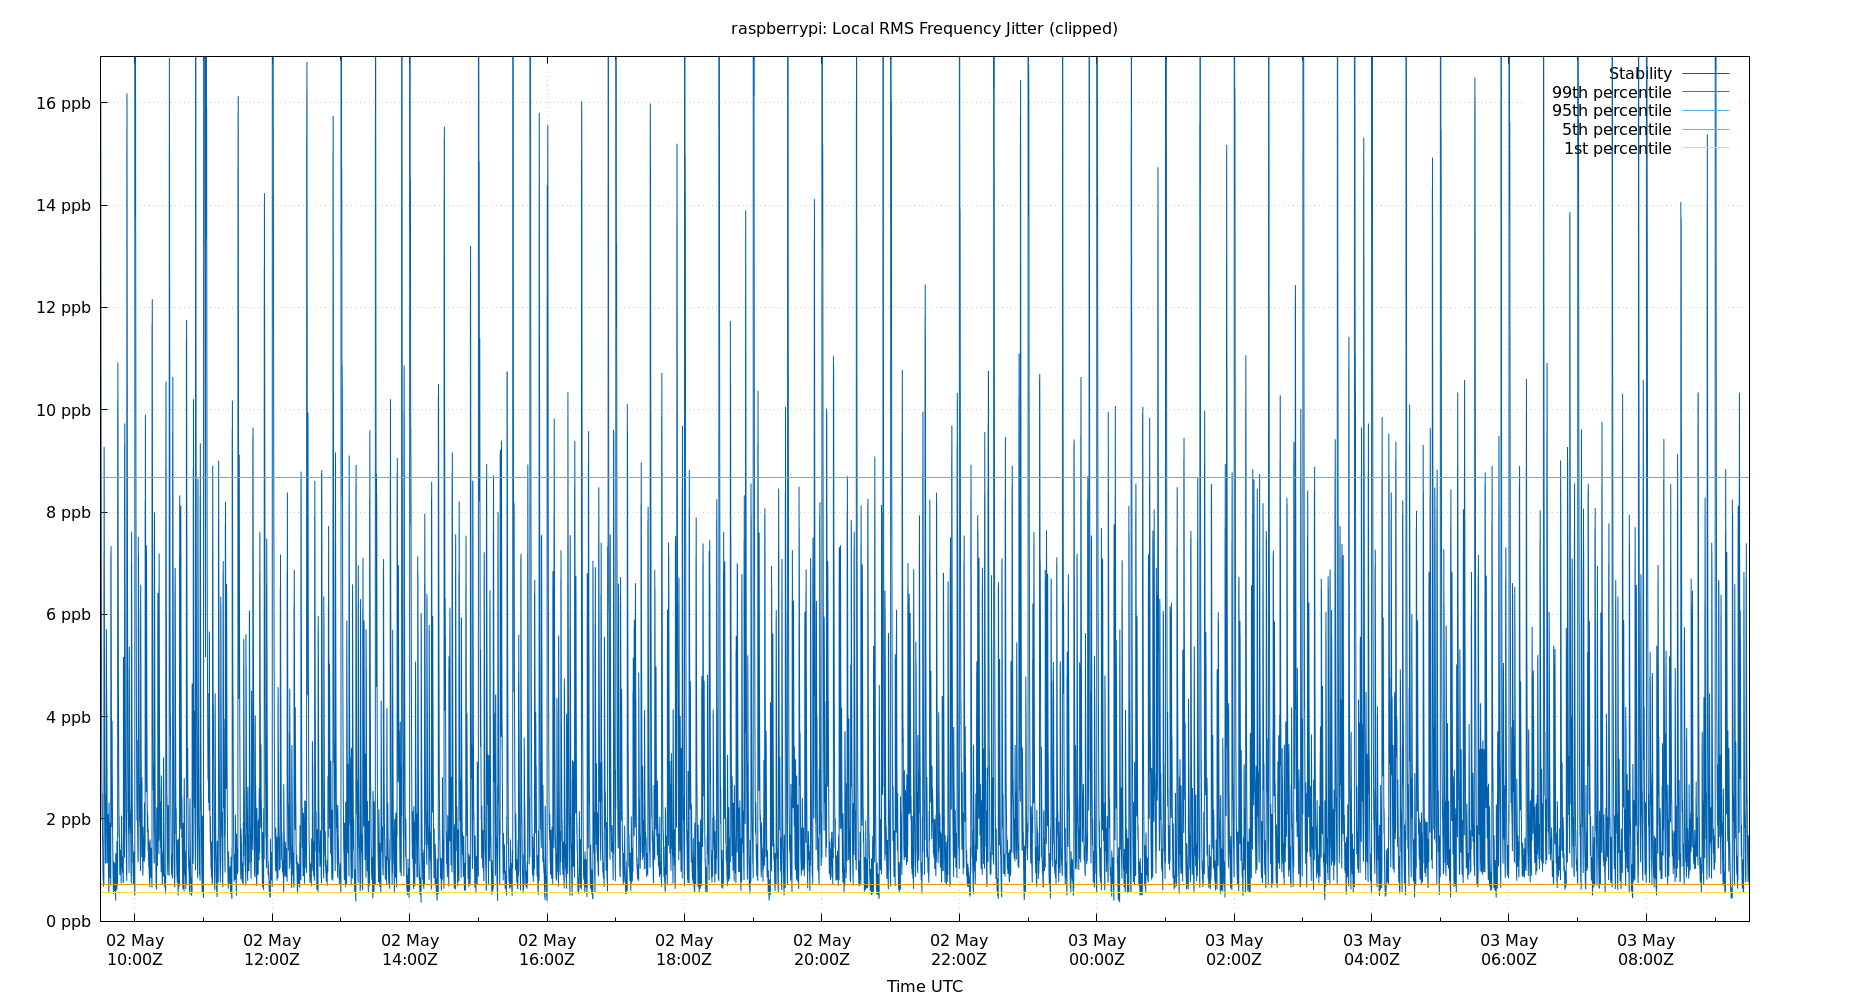 raspberrypi: Local RMS Frequency Jitter (clipped)
Stability
99th percentile
95th percentile
5th percentile
1st percentile
16 ppb
14 ppb
12 ppb
10 ppb
8 ppb
6 ppb
4 ppb
2 ppb
0 ppb
02 May 02 May 02 May 02 May 02 May 02 May 02 May 03 May 03 May 03 May 03 May 03 May
10:00Z 12:00Z 14:00Z 16:00Z 18:00Z 20:00Z 22:00Z 00:00Z 02:00Z 04:00Z 06:00Z 08:00Z
Time UTC